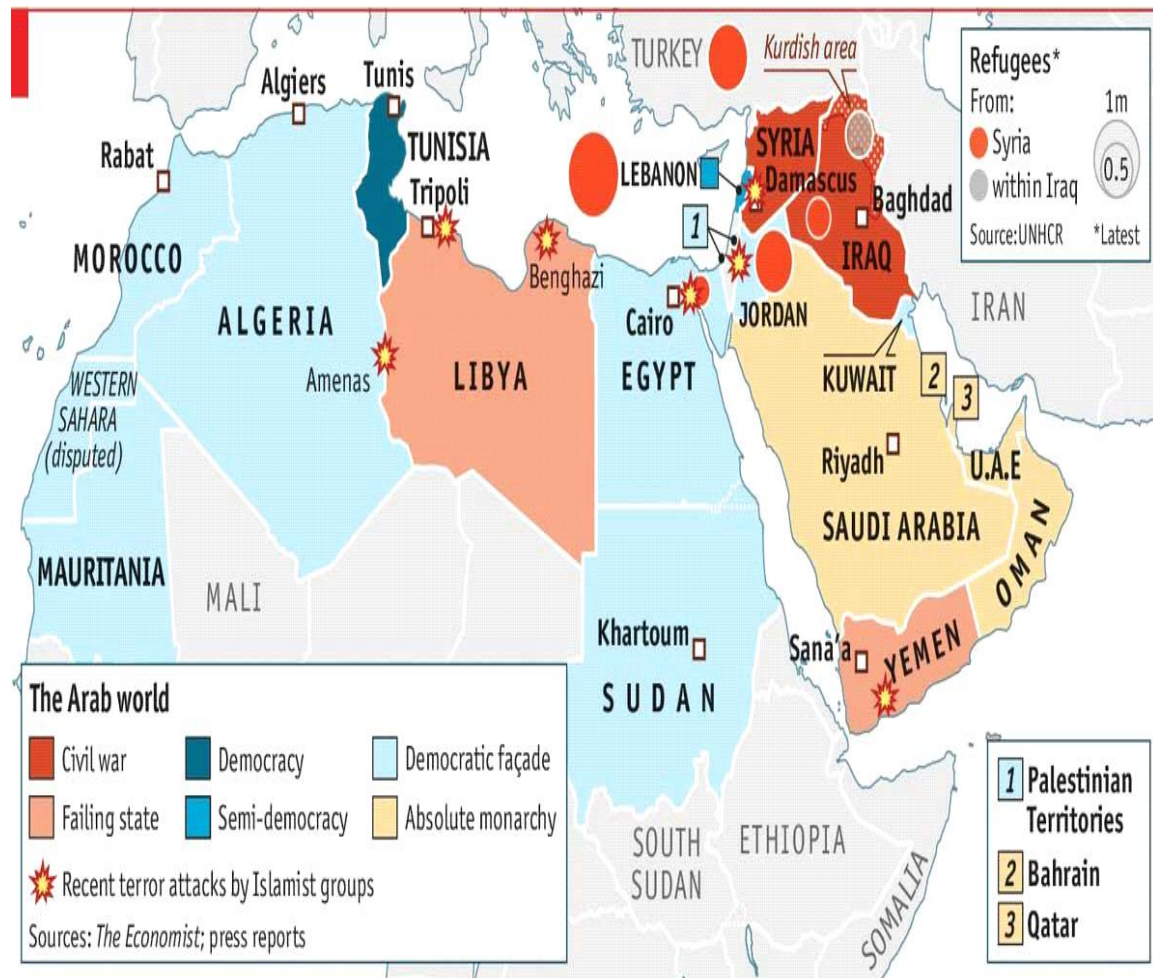 TURKEY
Kurdish area
Refugees*
From:
1m
Syria
0.5
within Iraq
Source:UNHCR
*Latest
Algiers
Tunis
Rabat
TUNISIA
Tripoli
LEBANON
SYRIA
Damascus
Baghdad
1
IRAQ
MOROCCO
Benghazi
IRAN
ALGERIA
Cairo
JORDAN
Amenas
LIBYA
EGYPT
KUWAIT
2
3
WESTERN
SAHARA
(disputed)
Riyadh
U.A.E
SAUDI ARABIA
OMAN
MAURITANIA
MALI
Khartoum
Sana'a
YEMEN
SUDAN
The Arab world
Civil war
Democracy
Democratic façade
Failing state
Semi-democracy
Absolute monarchy
Recent terror attacks by Islamist groups
Sources: The Economist; press reports
SOUTH
SUDAN
ETHIOPIA
SOMALIA
1 Palestinian
Territories
2 Bahrain
3 Qatar